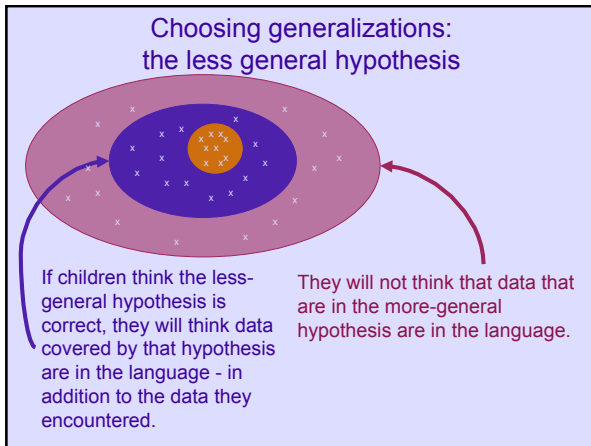 Choosing generalizations:
the less general hypothesis
x x x x x x x x x x x x x x x x x x x x x x x x x x x x x x x x x x x x x
If children think the less-
general hypothesis is
correct, they will think data
covered by that hypothesis
are in the language - in
addition to the data they
encountered.
They will not think that data that
are in the more-general
hypothesis are in the language.